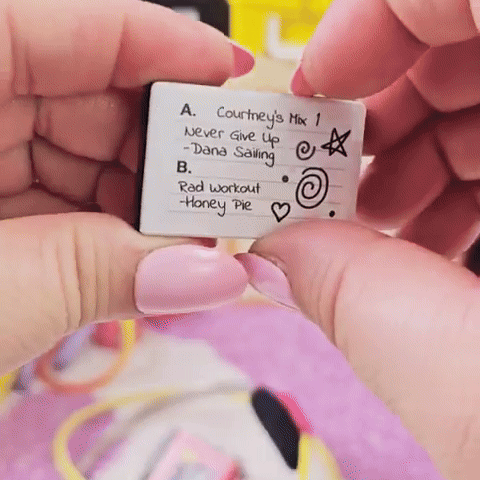 A. Courtney's Mix 1
Never Give Up
-Dana Sailing
B.
Rad Workout
-Honey Pie